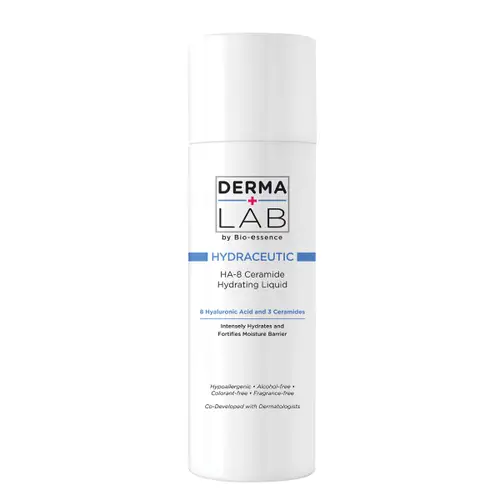 DERMA
LAB
by Bio-essence
HYDRACEUTIC
HA-8 Ceramide
Hydrating Liquid
8 Hyaluronic Acid and 3 Ceramides
Intensely Hydrates and
Fortifies Moisture Barrier
Hypoallergenic • Alcohol-free •
Colorant-free • Fragrance-free
Co-Developed with Dermatologists